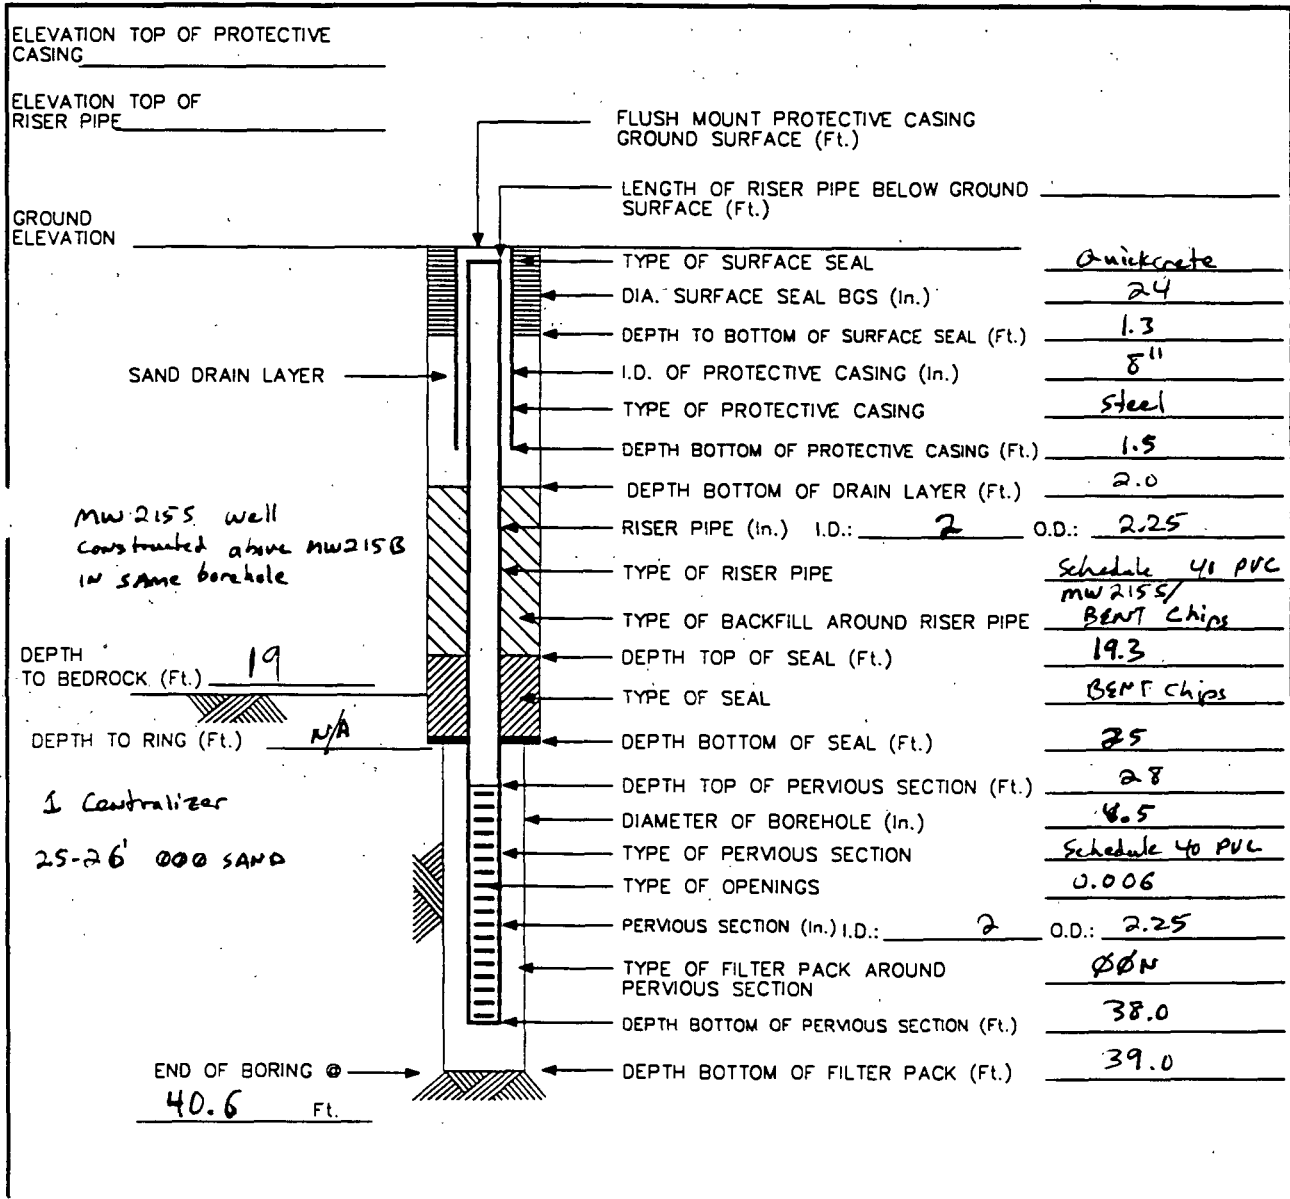 ELEVATION TOP OF PROTECTIVE
CASING
ELEVATION TOP OF
RISER PIPE
FLUSH MOUNT PROTECTIVE CASING
GROUND SURFACE (Ft.)
LENGTH OF RISER PIPE BELOW GROUND
SURFACE (Ft.)
GROUND
ELEVATION
TYPE OF SURFACE SEAL Quickcrete
DIA. SURFACE SEAL BGS (In.) 24
DEPTH TO BOTTOM OF SURFACE SEAL (Ft.) 1.3
SAND DRAIN LAYER
I.D. OF PROTECTIVE CASING (In.) 8"
TYPE OF PROTECTIVE CASING Steel
DEPTH BOTTOM OF PROTECTIVE CASING (Ft.) 1.5
DEPTH BOTTOM OF DRAIN LAYER (Ft.) 2.0
MW 215S well
constructed above MW215B
IN SAME borehole
RISER PIPE (In.) I.D.: 2 O.D.: 2.25
TYPE OF RISER PIPE Schedule 40 PVC
MW 215S/
TYPE OF BACKFILL AROUND RISER PIPE BENT Chips
DEPTH
TO BEDROCK (Ft.) 19
DEPTH TOP OF SEAL (Ft.) 19.3
TYPE OF SEAL BENT Chips
DEPTH TO RING (Ft.) N/A
DEPTH BOTTOM OF SEAL (Ft.) 25
DEPTH TOP OF PERVIOUS SECTION (Ft.) 28
1 Centralizer
25-26' 000 SAND
DIAMETER OF BOREHOLE (In.)
TYPE OF PERVIOUS SECTION Schedule 40 PVC
TYPE OF OPENINGS 0.006
PERVIOUS SECTION (In.) I.D.: 2 O.D.: 2.25
TYPE OF FILTER PACK AROUND
PERVIOUS SECTION ØØN
DEPTH BOTTOM OF PERVIOUS SECTION (Ft.) 38.0
END OF BORING @
40.6 Ft.
DEPTH BOTTOM OF FILTER PACK (Ft.) 39.0